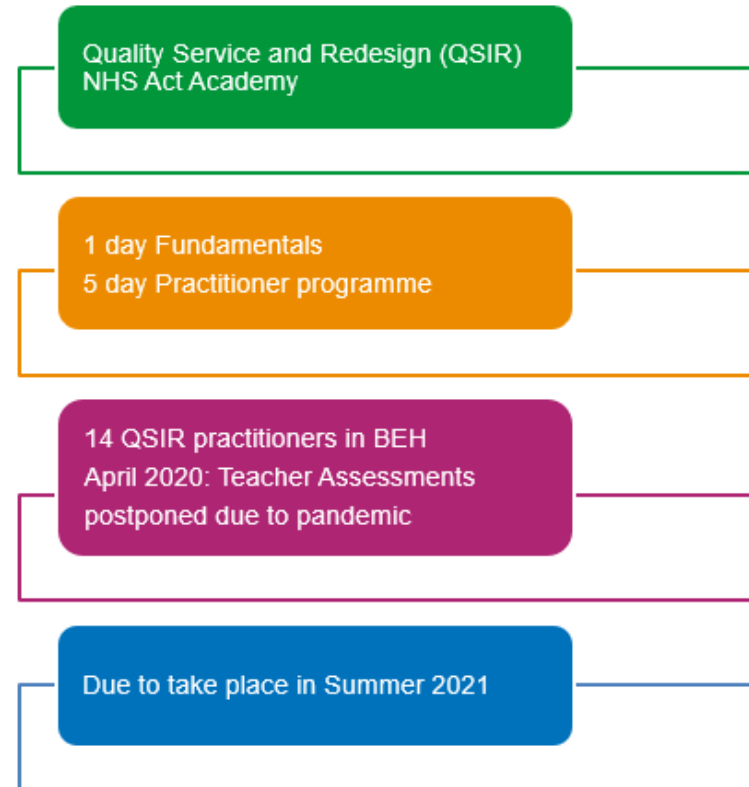 Quality Service and Redesign (QSIR)
NHS Act Academy
1 day Fundamentals
5 day Practitioner programme
14 QSIR practitioners in BEH
April 2020: Teacher Assessments
postponed due to pandemic
Due to take place in Summer 2021